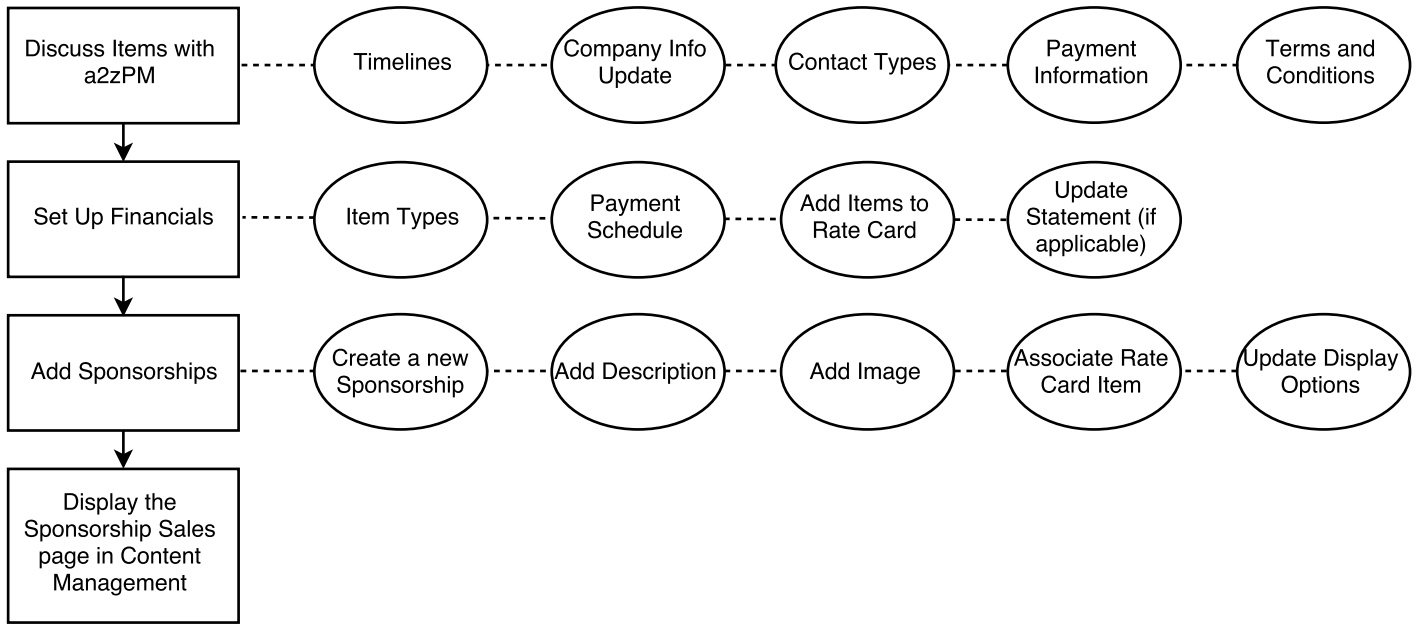 Discuss Items with
a2zPM
Timelines
Company Info
Update
Contact Types
Payment
Information
Terms and
Conditions
Set Up Financials
Item Types
Payment
Schedule
Add Items to
Rate Card
Update
Statement (if
applicable)
Add Sponsorships
Create a new
Sponsorship
Add Description
Add Image
Associate Rate
Card Item
Update Display
Options
Display the
Sponsorship Sales
page in Content
Management